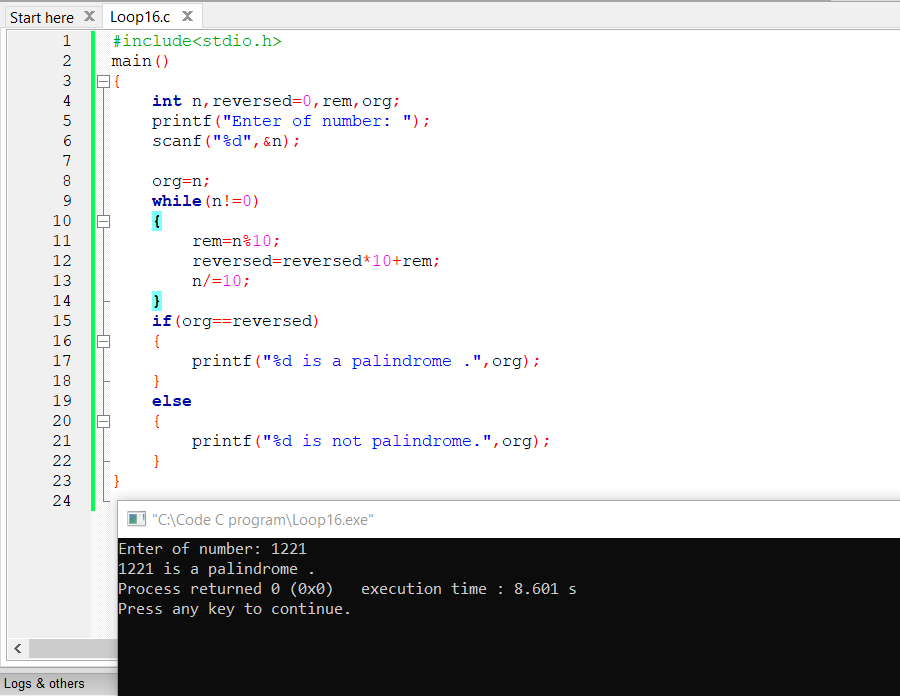 Start here Loop16.c
1 #include<stdio.h>
2 main()
3 {
4 int n,reversed=0,rem,org;
5 printf("Enter of number: ");
6 scanf("%d",&n);
7
8 org=n;
9 while(n!=0)
10 {
11 rem=n%10;
12 reversed=reversed*10+rem;
13 n/=10;
14 }
15 if(org==reversed)
16 {
17 printf("%d is a palindrome .",org);
18 }
19 else
20 {
21 printf("%d is not palindrome.",org);
22 }
23 }
24
"C:\Code C program\Loop16.exe"
Enter of number: 1221
1221 is a palindrome .
Process returned 0 (0x0)   execution time : 8.601 s
Press any key to continue.
Logs & others